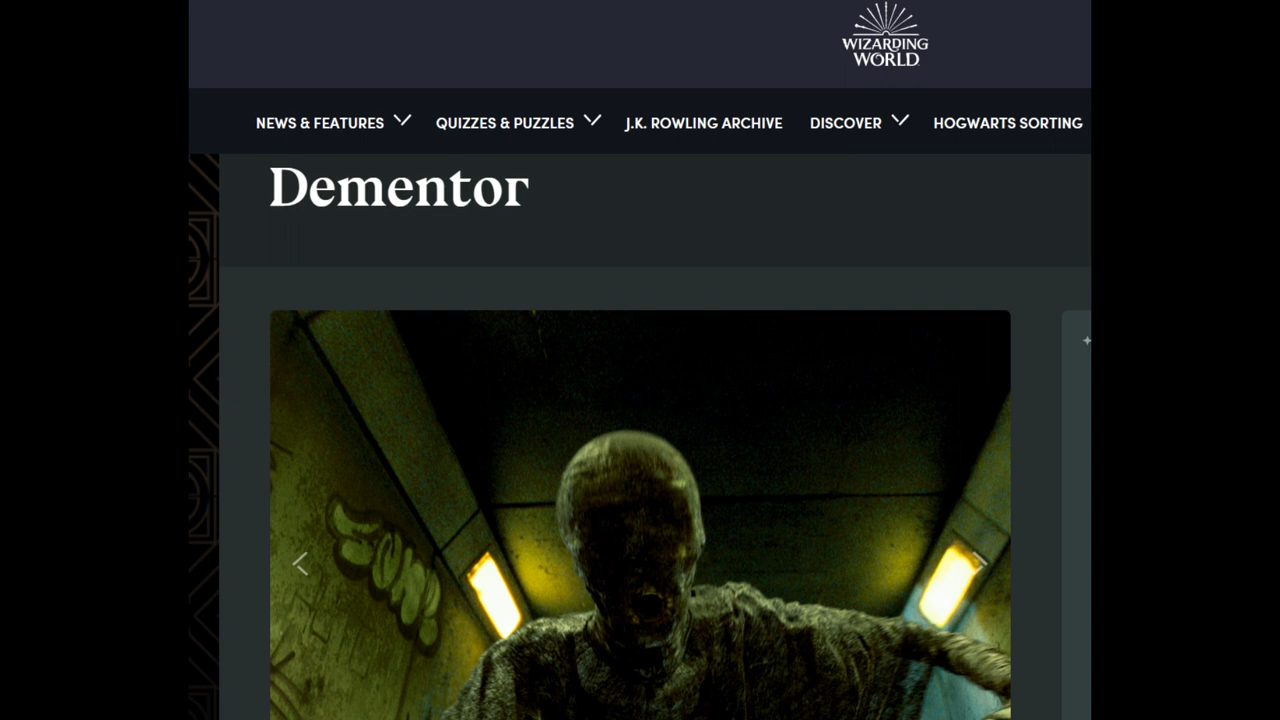 WIZARDING
WORLD
NEWS & FEATURES
QUIZZES & PUZZLES
J.K. ROWLING ARCHIVE
DISCOVER
HOGWARTS SORTING
Dementor